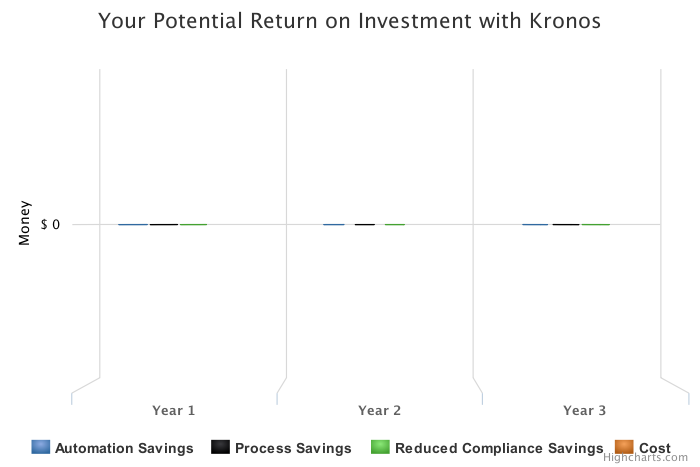 Your Potential Return on Investment with Kronos
Money
$ 0
Year 1
Year 2
Year 3
Automation Savings
Process Savings
Reduced Compliance Savings
Cost
Highcharts.com